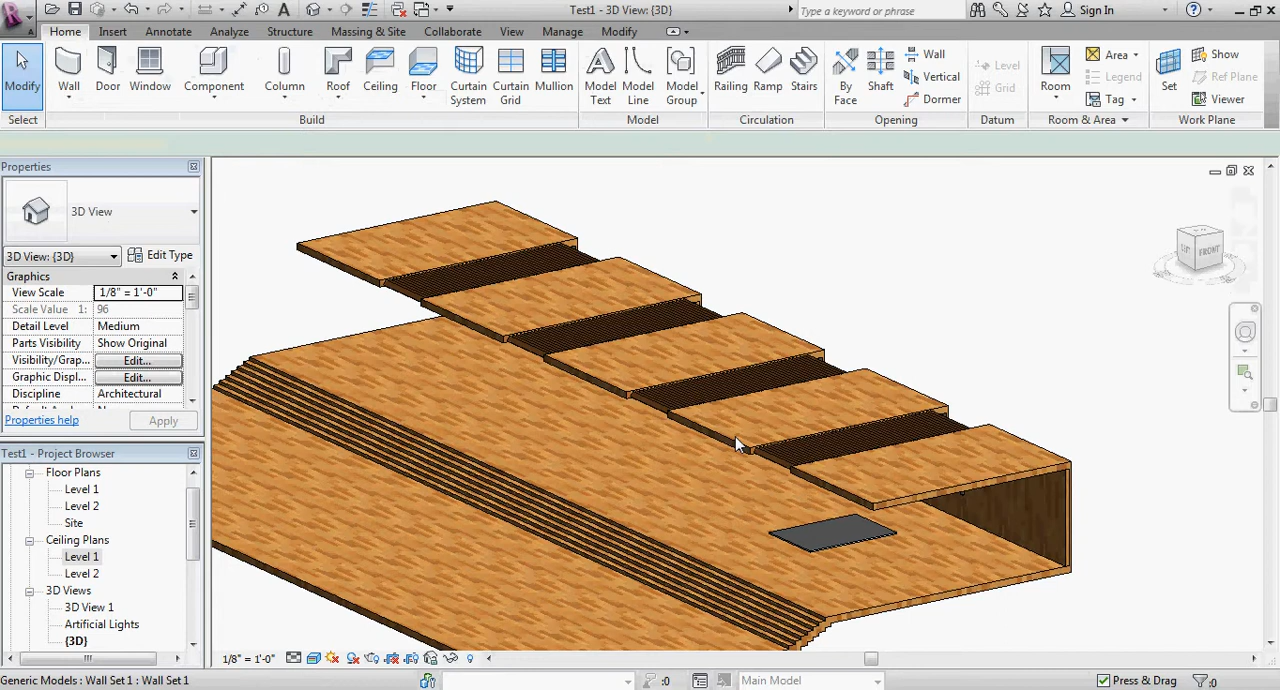 Test1 - 3D View: {3D}
Type a keyword or phrase
Sign In
Home Insert Annotate Analyze Structure Massing & Site Collaborate View Manage Modify
Modify Wall Door Window Component Column Roof Ceiling Floor Curtain System Curtain Grid Mullion Model Text Model Line Model Group Railing Ramp Stairs By Face Shaft Wall Vertical Dormer Level Grid Room Area Legend Tag Set Show Ref Plane Viewer
Select Build Model Circulation Opening Datum Room & Area Work Plane
Properties
3D View
3D View: {3D} Edit Type
Graphics
View Scale 1/8" = 1'-0"
Scale Value 1: 96
Detail Level Medium
Parts Visibility Show Original
Visibility/Grap... Edit...
Graphic Displ... Edit...
Discipline Architectural
Properties help Apply
Test1 - Project Browser
Floor Plans
Level 1
Level 2
Site
Ceiling Plans
Level 1
Level 2
3D Views
3D View 1
Artificial Lights
{3D}
FRONT
1/8" = 1'-0"
Generic Models : Wall Set 1 : Wall Set 1
:0
Main Model
Press & Drag
:0